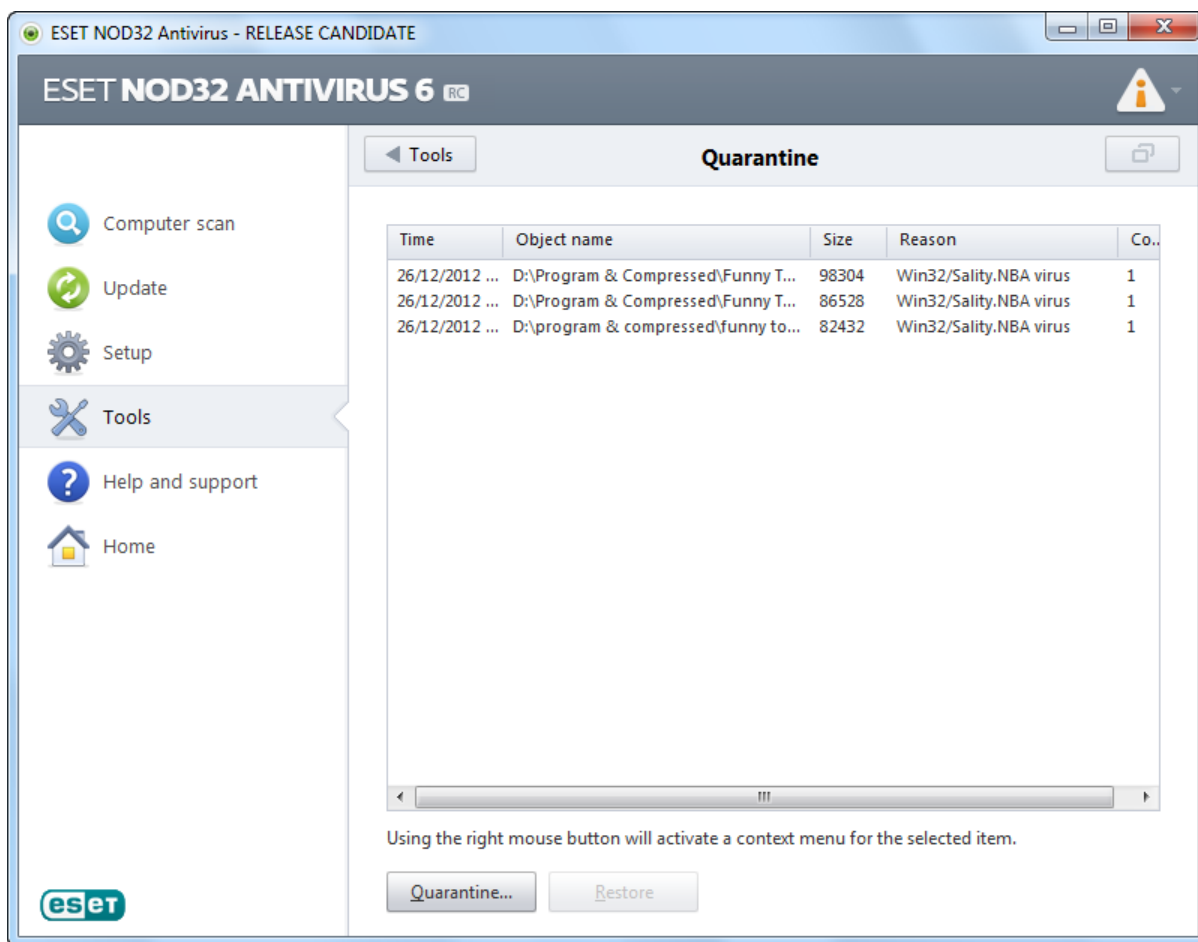 ESET NOD32 Antivirus - RELEASE CANDIDATE
ESET NOD32 ANTIVIRUS 6 RC
Tools
Quarantine
Computer scan
Update
Setup
Tools
Help and support
Home
Time Object name Size Reason Co..
26/12/2012 ... D:\Program & Compressed\Funny T... 98304 Win32/Sality.NBA virus 1
26/12/2012 ... D:\Program & Compressed\Funny T... 86528 Win32/Sality.NBA virus 1
26/12/2012 ... D:\program & compressed\funny to... 82432 Win32/Sality.NBA virus 1
Using the right mouse button will activate a context menu for the selected item.
Quarantine... Restore
eset